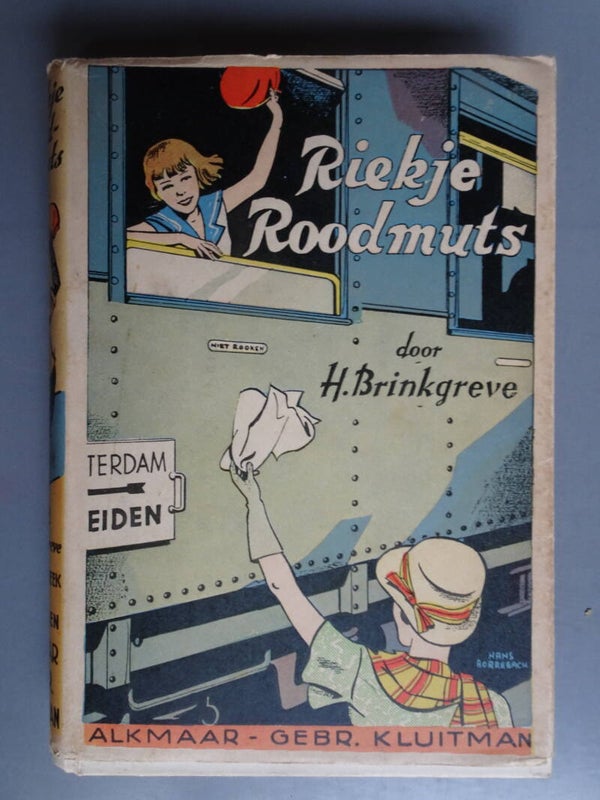 Riekje
Roodmuts
door
H. Brinkgreve
NIET ROOKEN
TERDAM
EIDEN
HANS
BORREBACH
ALKMAAR - GEBR. KLUITMAN